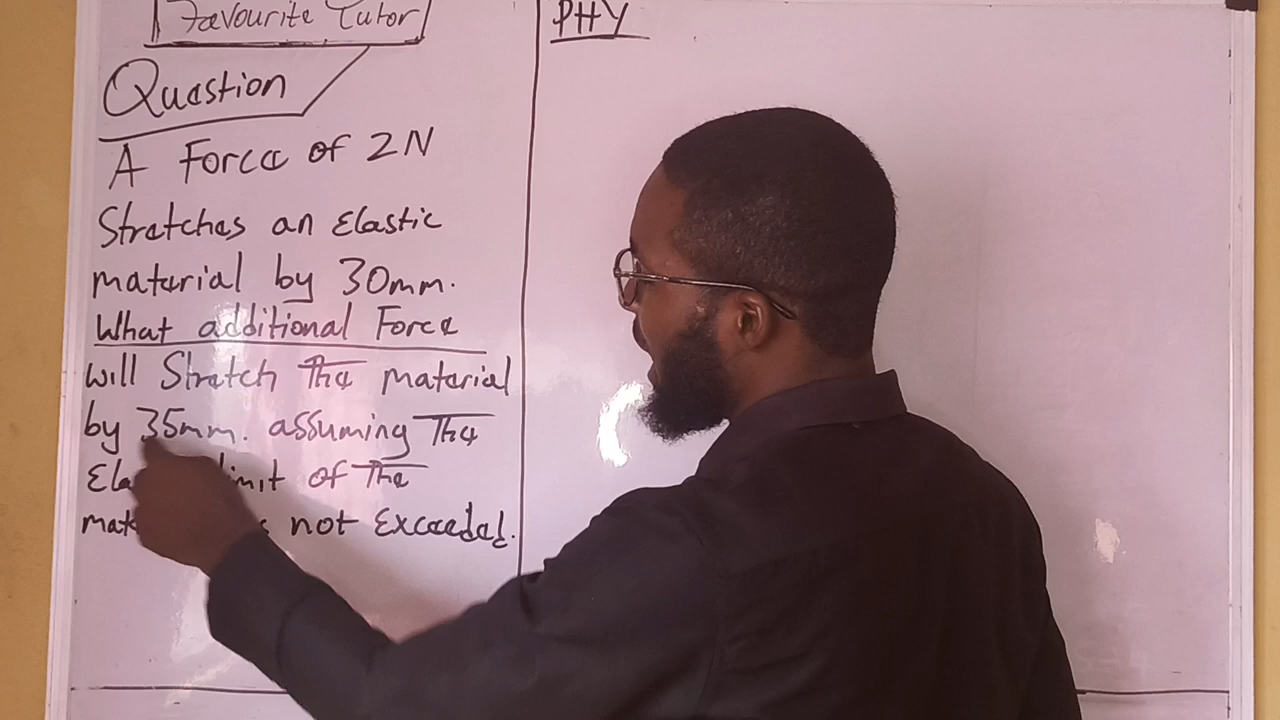 Favourite Tutor
Question
A Force of 2N
Stretches an Elastic
material by 30mm.
What additional Force
will Stretch The material
by 35mm. assuming The
limit of The
not Exceeded.
PHY